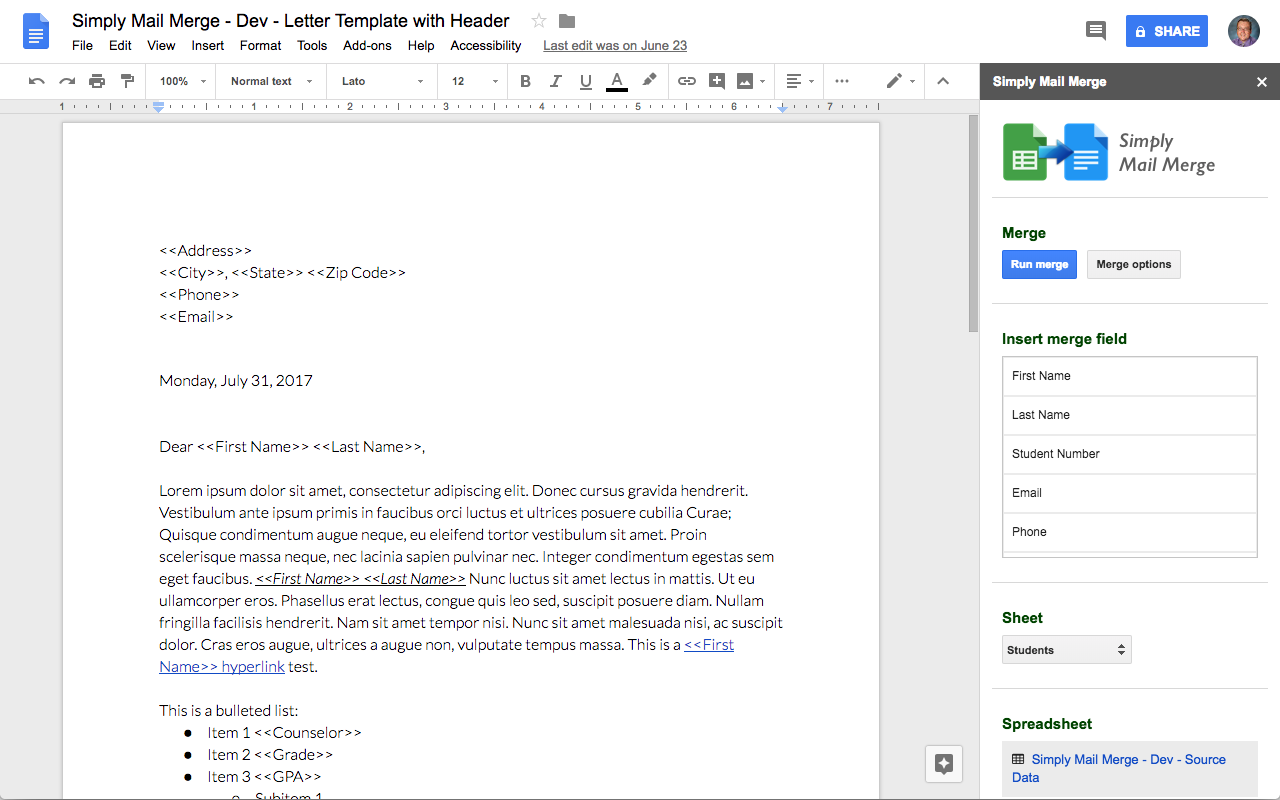 Simply Mail Merge - Dev - Letter Template with Header
File Edit View Insert Format Tools Add-ons Help Accessibility Last edit was on June 23
SHARE
100% Normal text Lato 12 B I U A
1 1 2 3 4 5 6 7
<<Address>>
<<City>>, <<State>> <<Zip Code>>
<<Phone>>
<<Email>>
Monday, July 31, 2017
Dear <<First Name>> <<Last Name>>,
Lorem ipsum dolor sit amet, consectetur adipiscing elit. Donec cursus gravida hendrerit.
Vestibulum ante ipsum primis in faucibus orci luctus et ultrices posuere cubilia Curae;
Quisque condimentum augue neque, eu eleifend tortor vestibulum sit amet. Proin
scelerisque massa neque, nec lacinia sapien pulvinar nec. Integer condimentum egestas sem
eget faucibus. <<First Name>> <<Last Name>> Nunc luctus sit amet lectus in mattis. Ut eu
ullamcorper eros. Phasellus erat lectus, congue quis leo sed, suscipit posuere diam. Nullam
fringilla facilisis hendrerit. Nam sit amet tempor nisi. Nunc sit amet malesuada nisi, ac suscipit
dolor. Cras eros augue, ultrices a augue non, vulputate tempus massa. This is a <<First
Name>> hyperlink test.
This is a bulleted list:
● Item 1 <<Counselor>>
● Item 2 <<Grade>>
● Item 3 <<GPA>>
○ Subitem 1
Simply Mail Merge ×
Simply
Mail Merge
Merge
Run merge Merge options
Insert merge field
First Name
Last Name
Student Number
Email
Phone
Sheet
Students
Spreadsheet
Simply Mail Merge - Dev - Source
Data